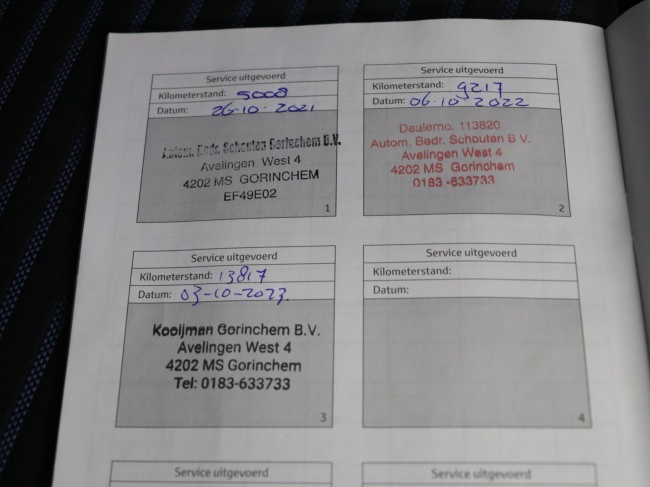 Service uitgevoerd
Kilometerstand: 5008
Datum: 26-10-2021
Autom. Bedr. Schouten Gorinchem B.V.
Avelingen West 4
4202 MS GORINCHEM
EF49E02
1
Service uitgevoerd
Kilometerstand: 9217
Datum: 06-10-2022
Dealerno. 113820
Autom. Bedr. Schouten B.V.
Avelingen West 4
4202 MS Gorinchem
0183-633733
2
Service uitgevoerd
Kilometerstand: 13817
Datum: 03-10-2023.
Kooijman Gorinchem B.V.
Avelingen West 4
4202 MS Gorinchem
Tel: 0183-633733
3
Service uitgevoerd
Kilometerstand:
Datum:
4
Service uitgevoerd
Service uitgevoerd